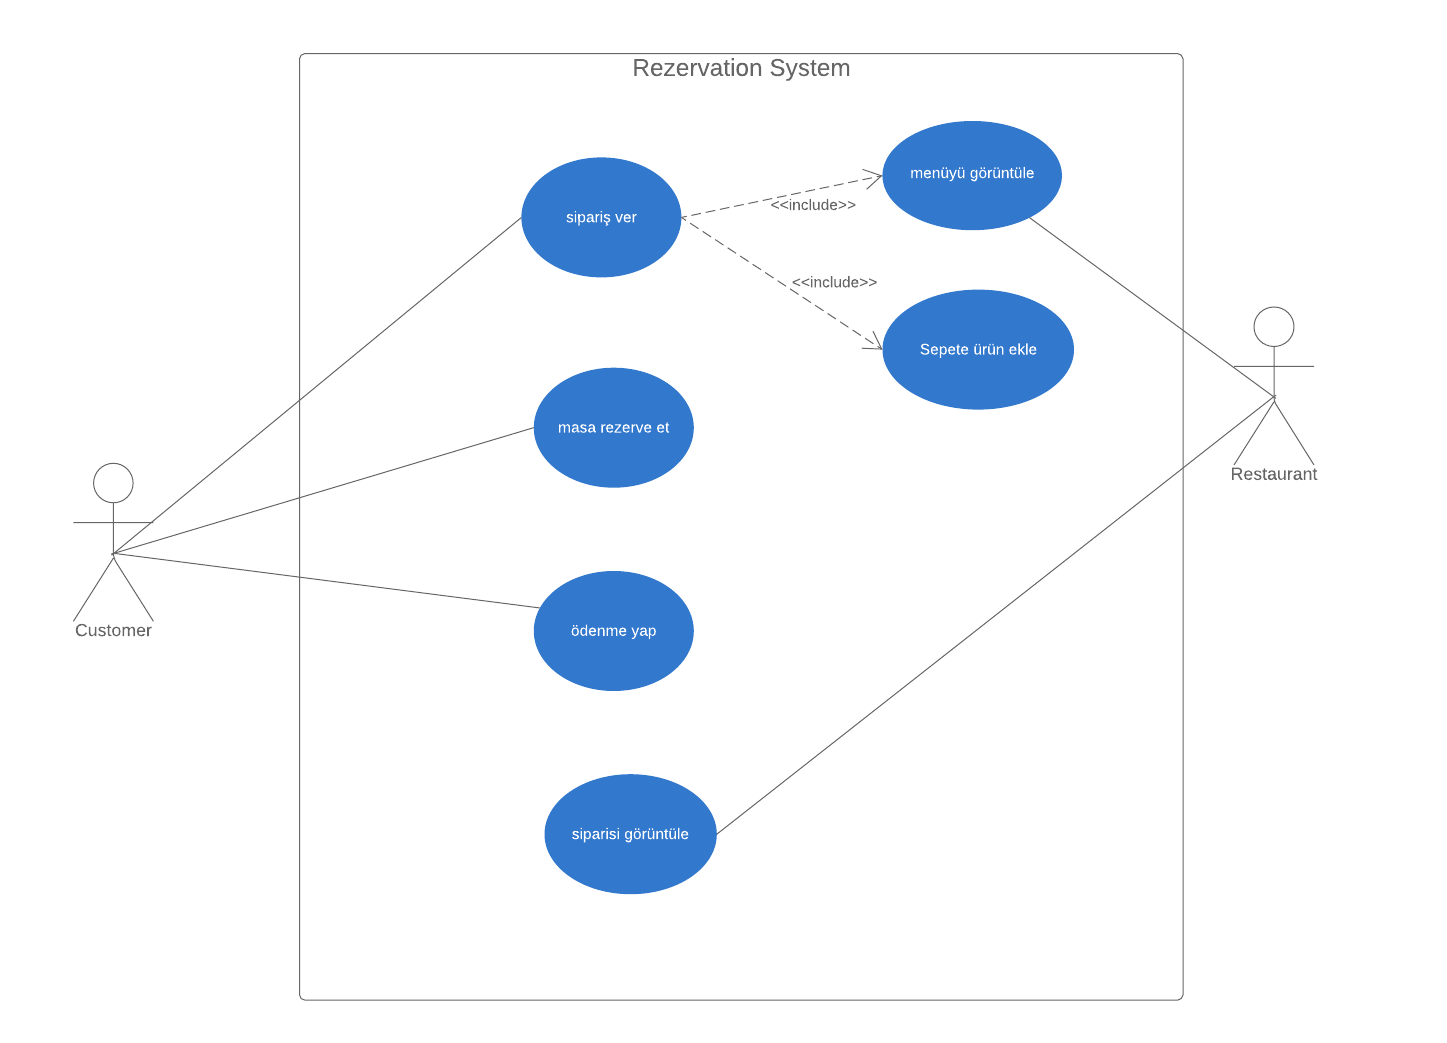 Rezervation System
menüyü görüntüle
sipariş ver
<<include>>
<<include>>
Sepete ürün ekle
masa rezerve et
Restaurant
Customer
ödenme yap
siparisi görüntüle